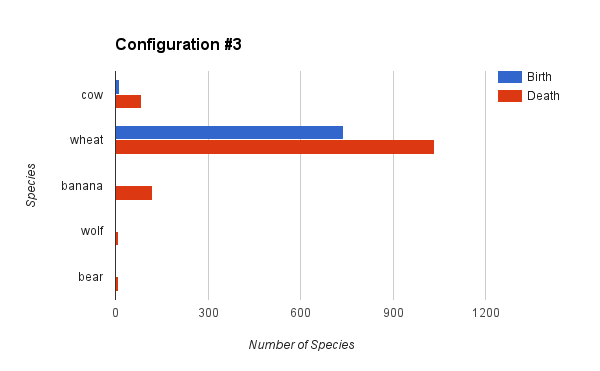 Configuration #3
Birth
Death
cow
wheat
banana
wolf
bear
Species
0 300 600 900 1200
Number of Species